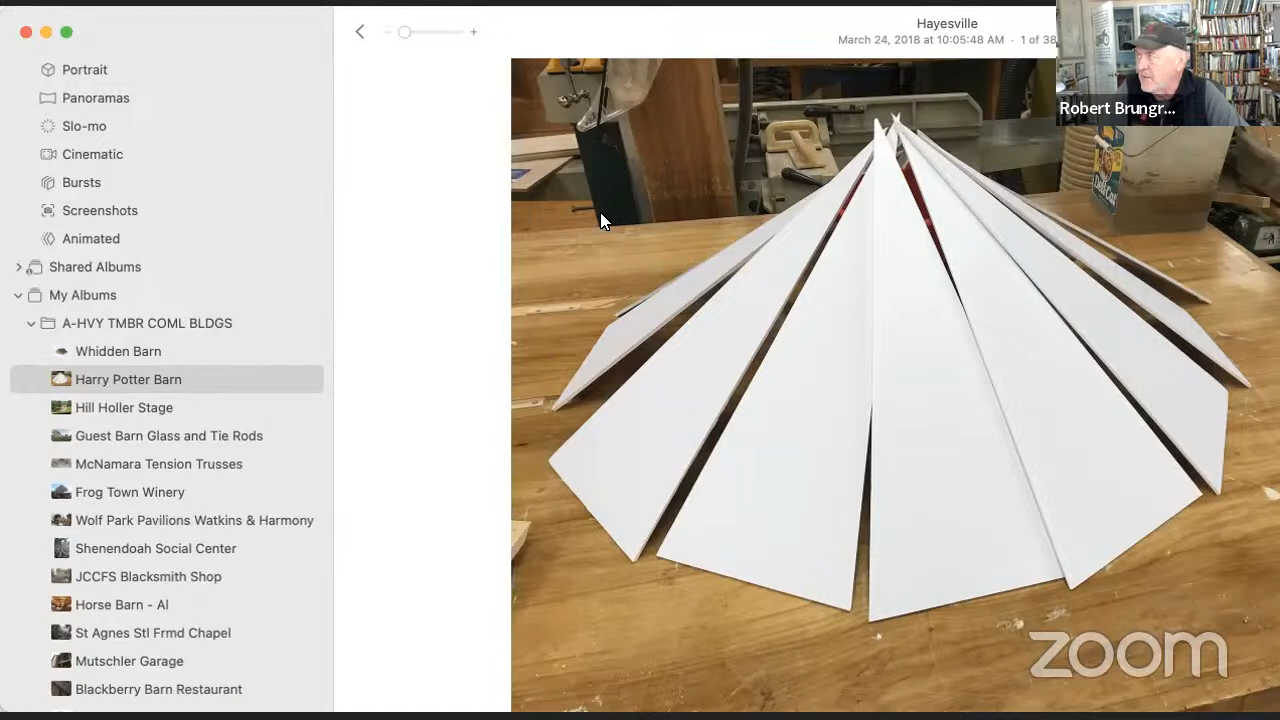 Hayesville
March 24, 2018 at 10:05:48 AM · 1 of 38
Robert Brungr...
Portrait
Panoramas
Slo-mo
Cinematic
Bursts
Screenshots
Animated
Shared Albums
My Albums
A-HVY TMBR COML BLDGS
Whidden Barn
Harry Potter Barn
Hill Holler Stage
Guest Barn Glass and Tie Rods
McNamara Tension Trusses
Frog Town Winery
Wolf Park Pavilions Watkins & Harmony
Shenendoah Social Center
JCCFS Blacksmith Shop
Horse Barn - Al
St Agnes Stl Frmd Chapel
Mutschler Garage
Blackberry Barn Restaurant
zoom